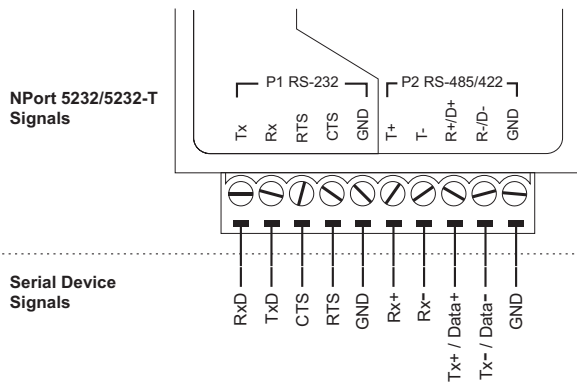 P1 RS-232
P2 RS-485/422
NPort 5232/5232-T
Signals
Tx
Rx
RTS
CTS
GND
T+
T-
R+/D+
R-/D-
GND
Serial Device
Signals
RxD
TxD
CTS
RTS
GND
Rx+
Rx-
Tx+ / Data+
Tx- / Data-
GND